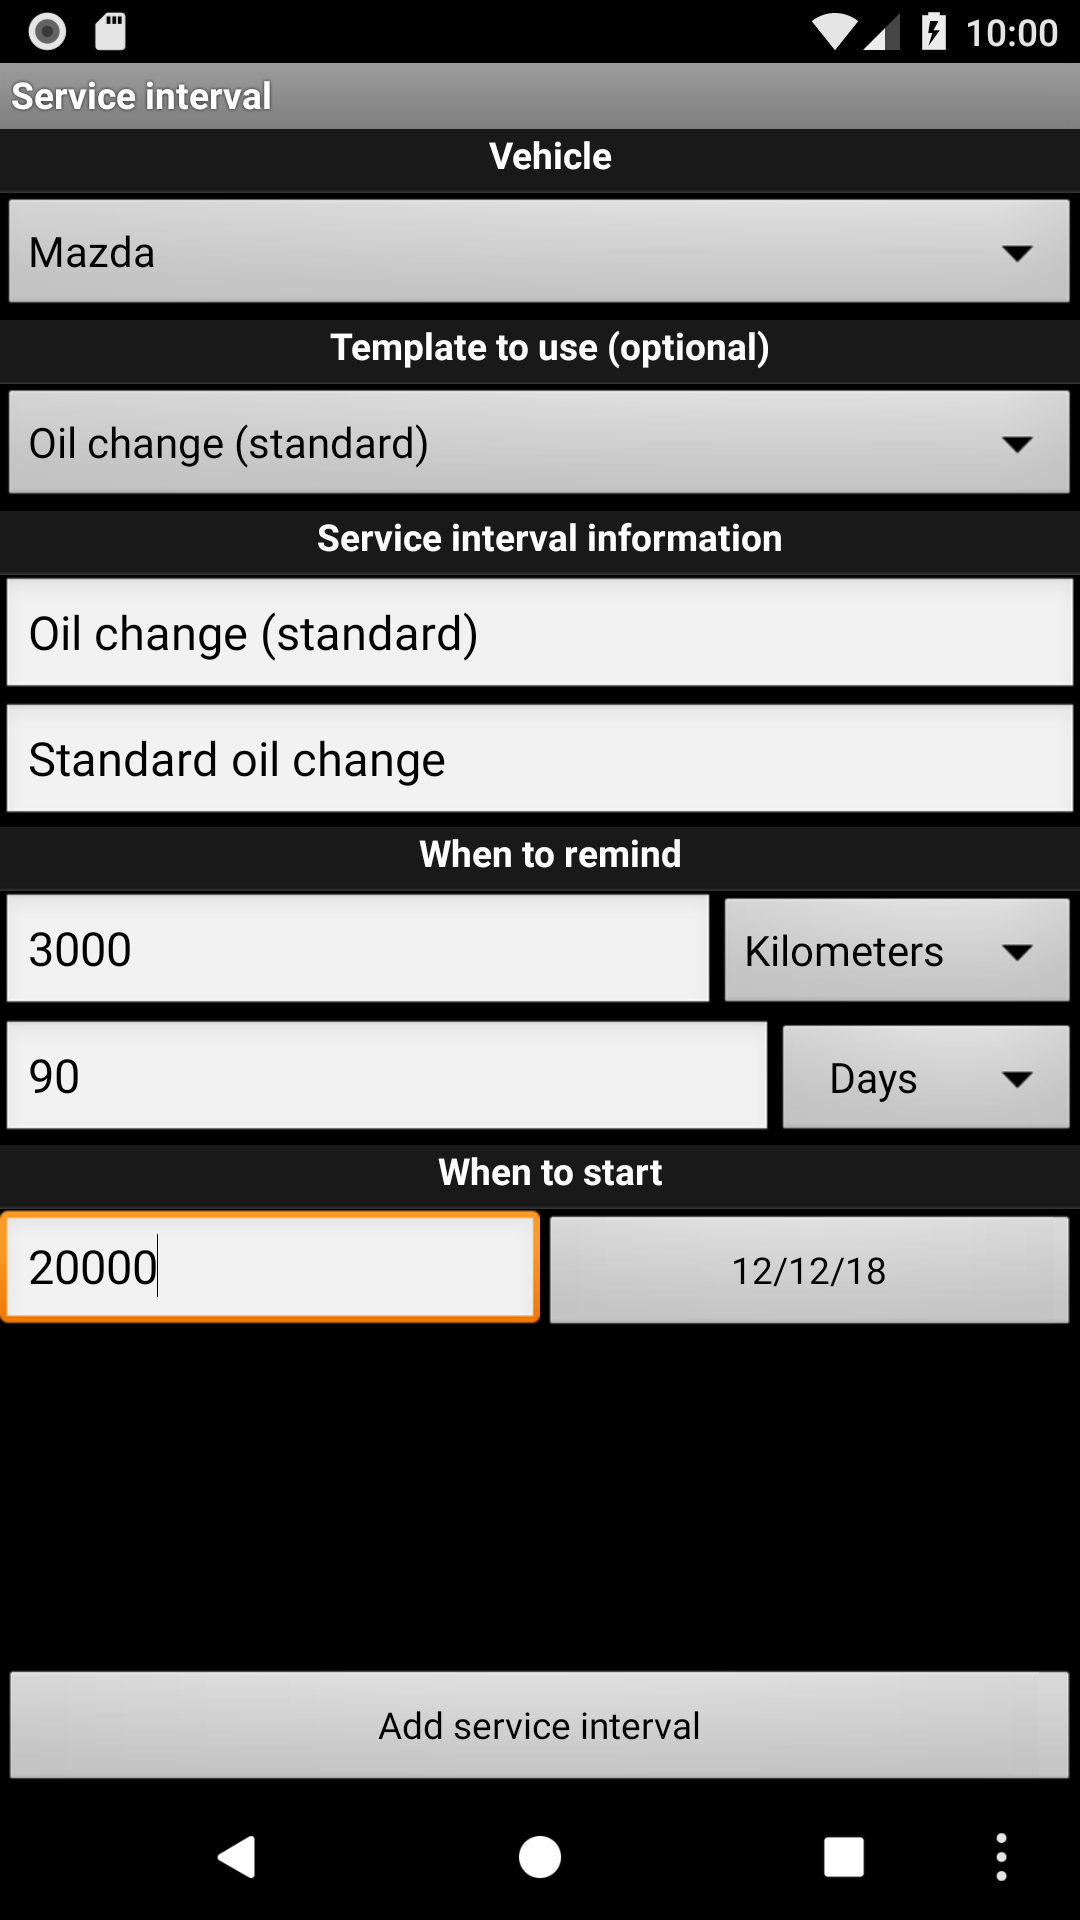 10:00
Service interval
Vehicle
Mazda
Template to use (optional)
Oil change (standard)
Service interval information
Oil change (standard)
Standard oil change
When to remind
3000 Kilometers
90 Days
When to start
20000 12/12/18
Add service interval